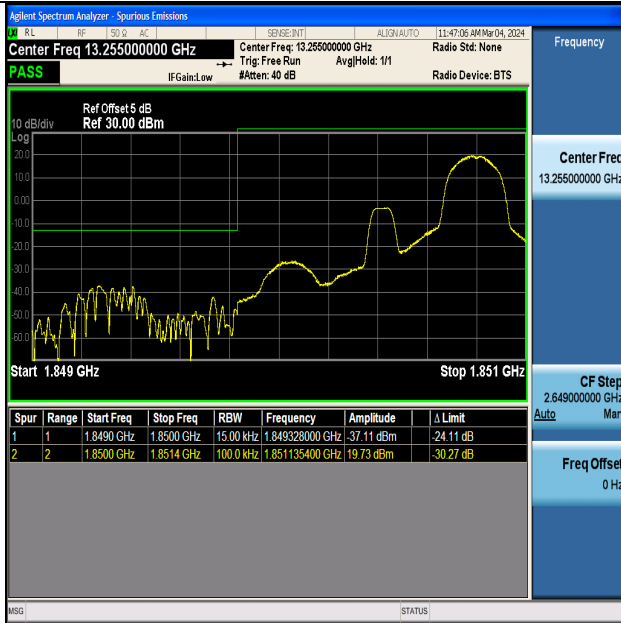 Agilent Spectrum Analyzer - Spurious Emissions
RL RF 50 Ω AC SENSE:INT ALIGNAUTO 11:47:06 AM Mar 04, 2024
Center Freq 13.255000000 GHz
Center Freq: 13.255000000 GHz Radio Std: None
Trig: Free Run Avg|Hold: 1/1
PASS
IFGain:Low #Atten: 40 dB Radio Device: BTS
Frequency
Ref Offset 5 dB
10 dB/div Ref 30.00 dBm
Log
20.0
10.0
0.00
-10.0
-20.0
-30.0
-40.0
-50.0
-60.0
Start 1.849 GHz Stop 1.851 GHz
Center Freq
13.255000000 GHz
CF Step
2.649000000 GHz
Auto Man
Freq Offset
0 Hz
Spur Range Start Freq Stop Freq RBW Frequency Amplitude Δ Limit
1 1 1.8490 GHz 1.8500 GHz 15.00 kHz 1.849328000 GHz -37.11 dBm -24.11 dB
2 2 1.8500 GHz 1.8514 GHz 100.0 kHz 1.851135400 GHz 19.73 dBm -30.27 dB
MSG STATUS